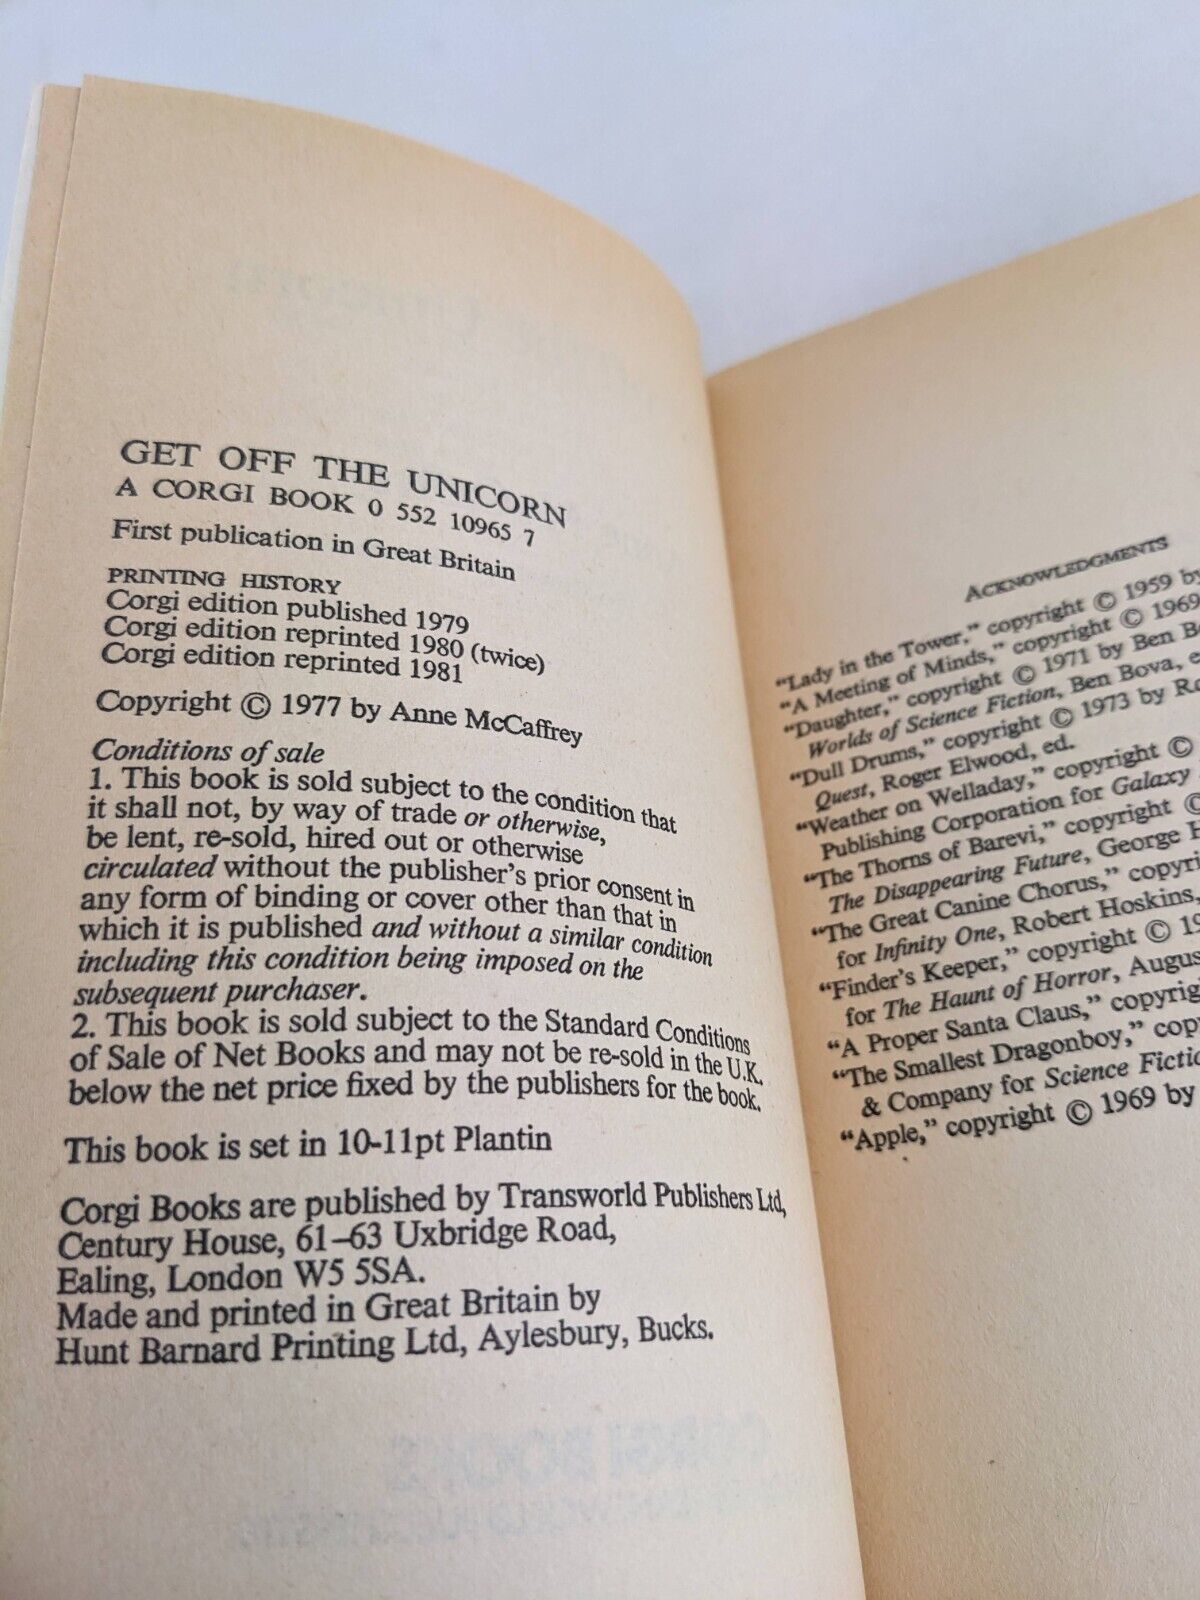 GET OFF THE UNICORN
A CORGI BOOK 0 552 10965 7
First publication in Great Britain
PRINTING HISTORY
Corgi edition published 1979
Corgi edition reprinted 1980 (twice)
Corgi edition reprinted 1981
Copyright © 1977 by Anne McCaffrey
Conditions of sale
1. This book is sold subject to the condition that
it shall not, by way of trade or otherwise,
be lent, re-sold, hired out or otherwise
circulated without the publisher's prior consent in
any form of binding or cover other than that in
which it is published and without a similar condition
including this condition being imposed on the
subsequent purchaser.
2. This book is sold subject to the Standard Conditions
of Sale of Net Books and may not be re-sold in the U.K.
below the net price fixed by the publishers for the book.
This book is set in 10-11pt Plantin
Corgi Books are published by Transworld Publishers Ltd,
Century House, 61–63 Uxbridge Road,
Ealing, London W5 5SA.
Made and printed in Great Britain by
Hunt Barnard Printing Ltd, Aylesbury, Bucks.
ACKNOWLEDGMENTS
"Lady in the Tower," copyright © 1959 by
"A Meeting of Minds," copyright © 1969
"Daughter," copyright © 1971 by Ben
Worlds of Science Fiction, Ben Bova,
"Dull Drums," copyright © 1973 by
Quest, Roger Elwood, ed.
"Weather on Welladay," copyright ©
Publishing Corporation for Galaxy
"The Thorns of Barevi," copyright ©
The Disappearing Future, George
"The Great Canine Chorus,"
for Infinity One, Robert Hoskins,
"Finder's Keeper," copyright ©
for The Haunt of Horror,
"A Proper Santa Claus,"
"The Smallest Dragonboy,"
& Company for Science
"Apple," copyright © 1969 by